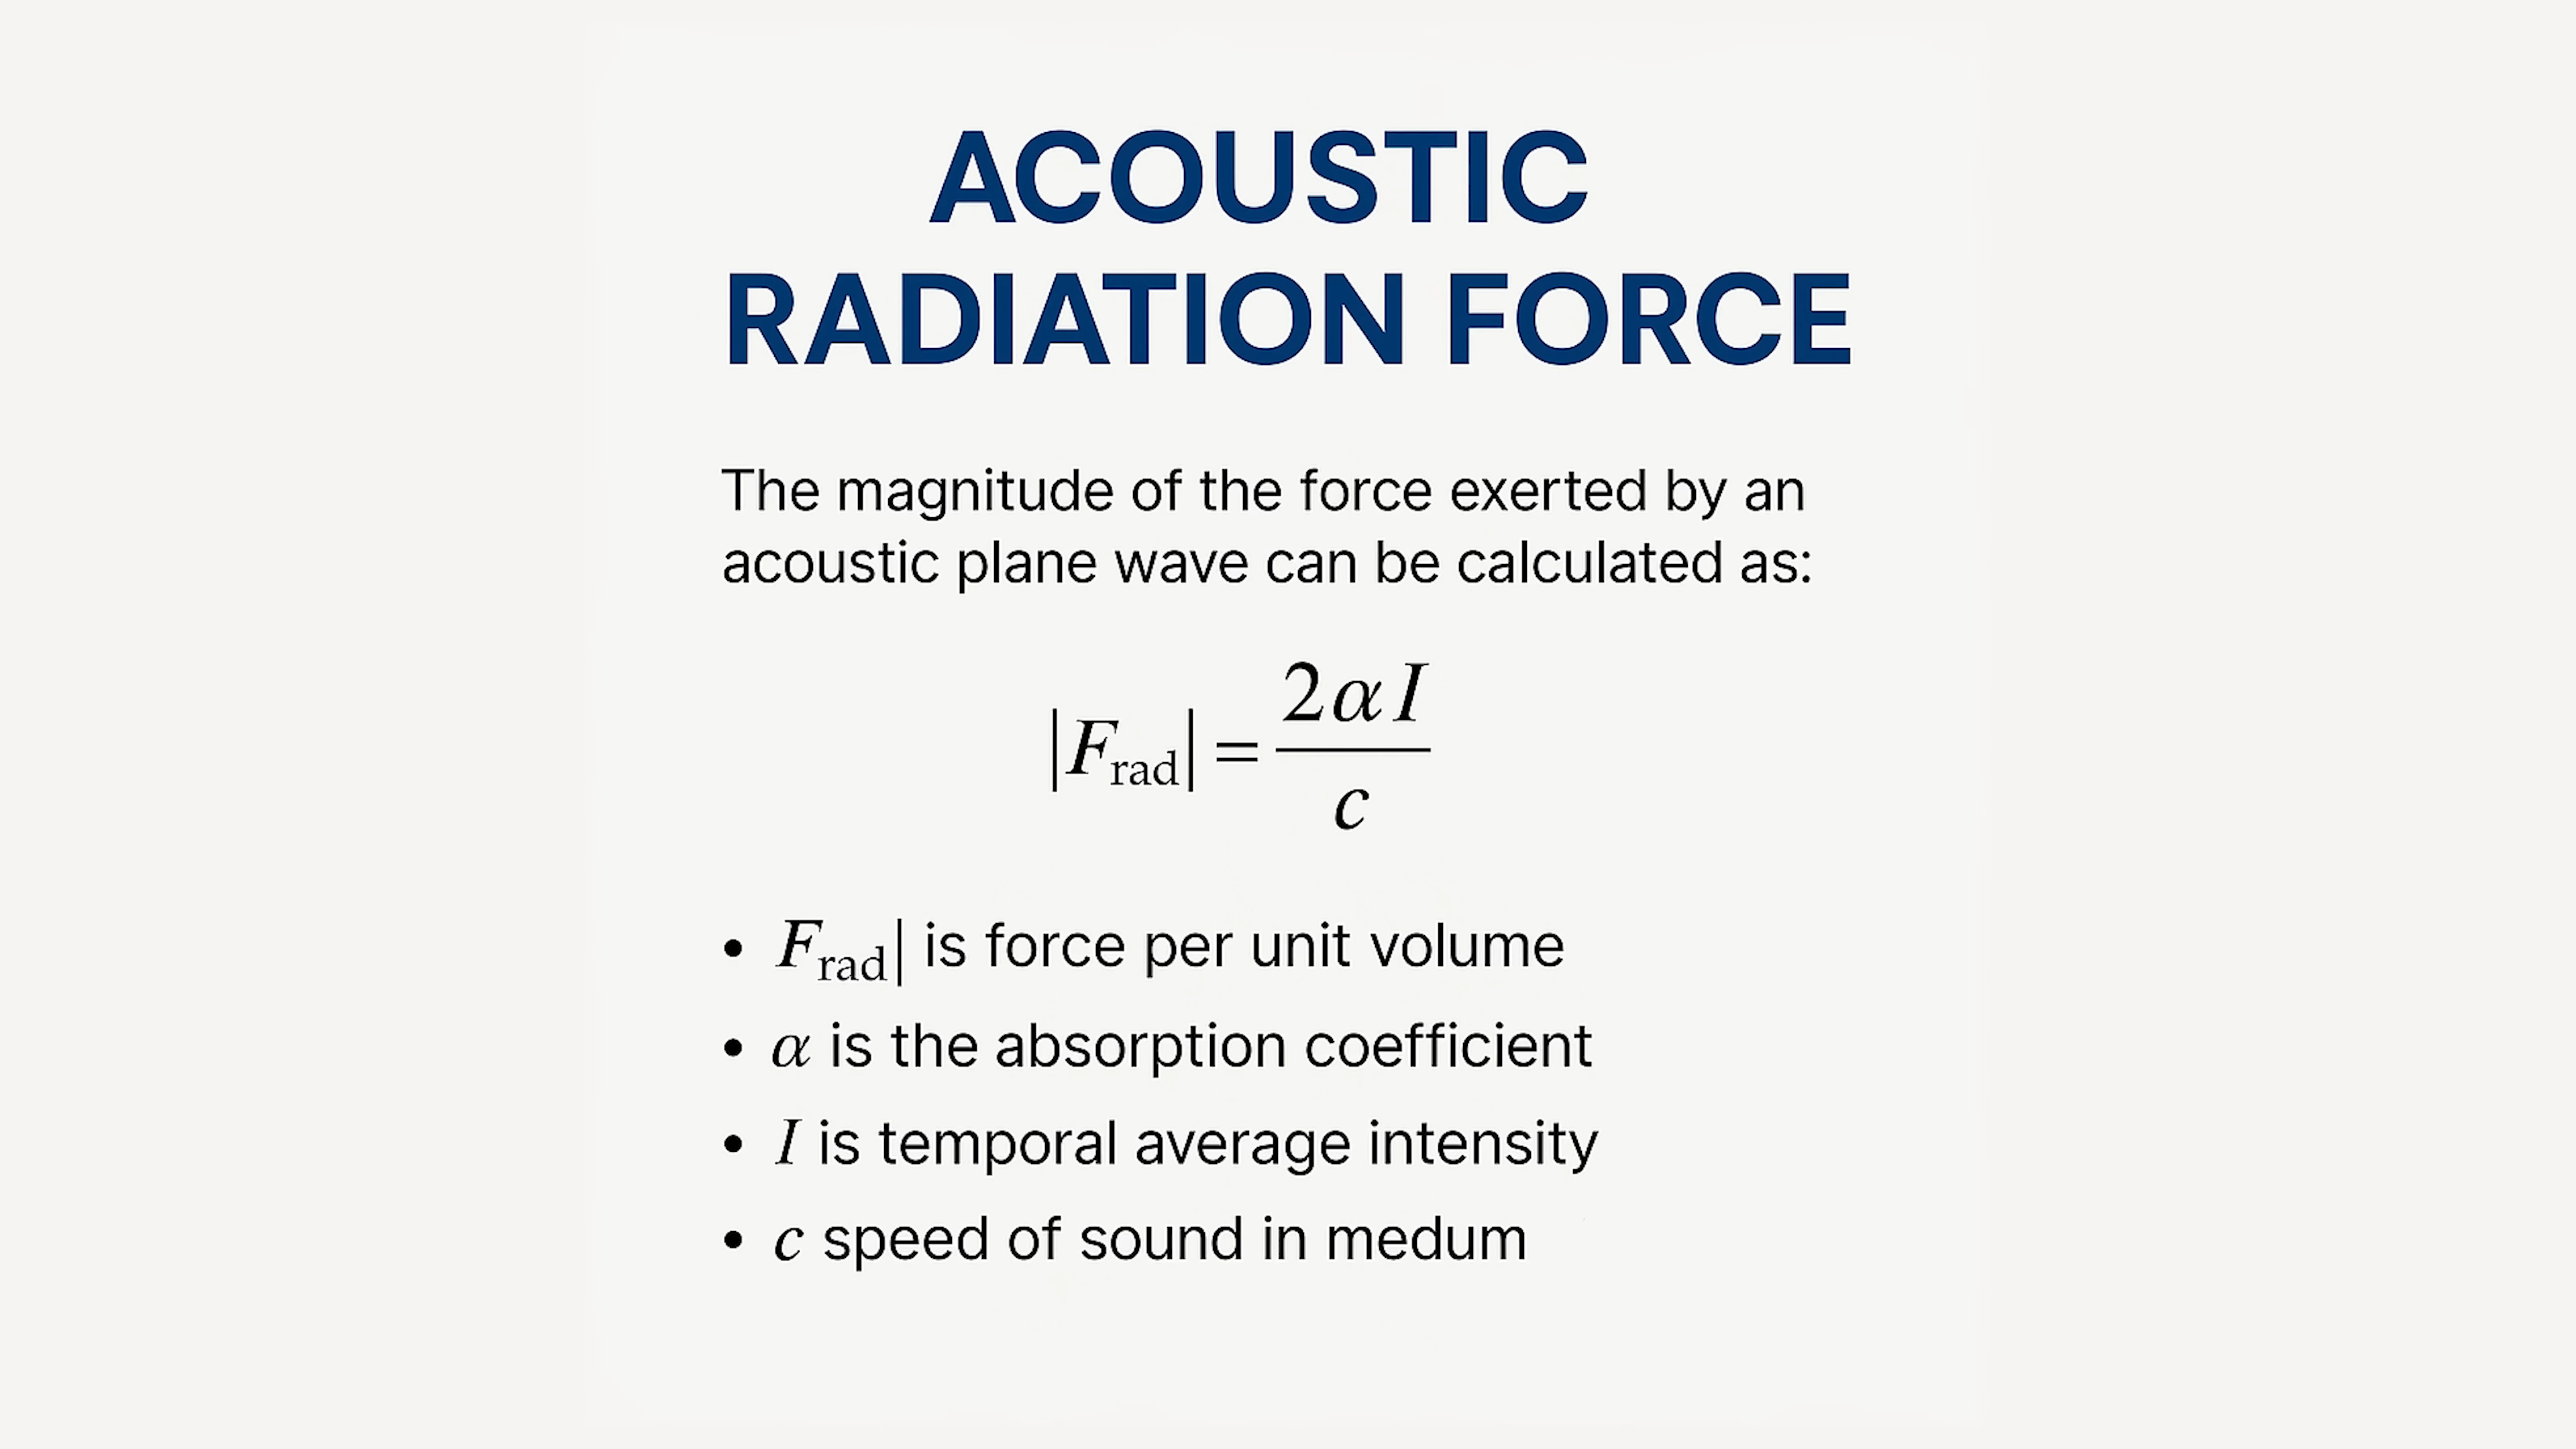 ACOUSTIC
RADIATION FORCE
The magnitude of the force exerted by an
acoustic plane wave can be calculated as:
|F_rad| = 2αI / c
• F_rad| is force per unit volume
• α is the absorption coefficient
• I is temporal average intensity
• c speed of sound in medum